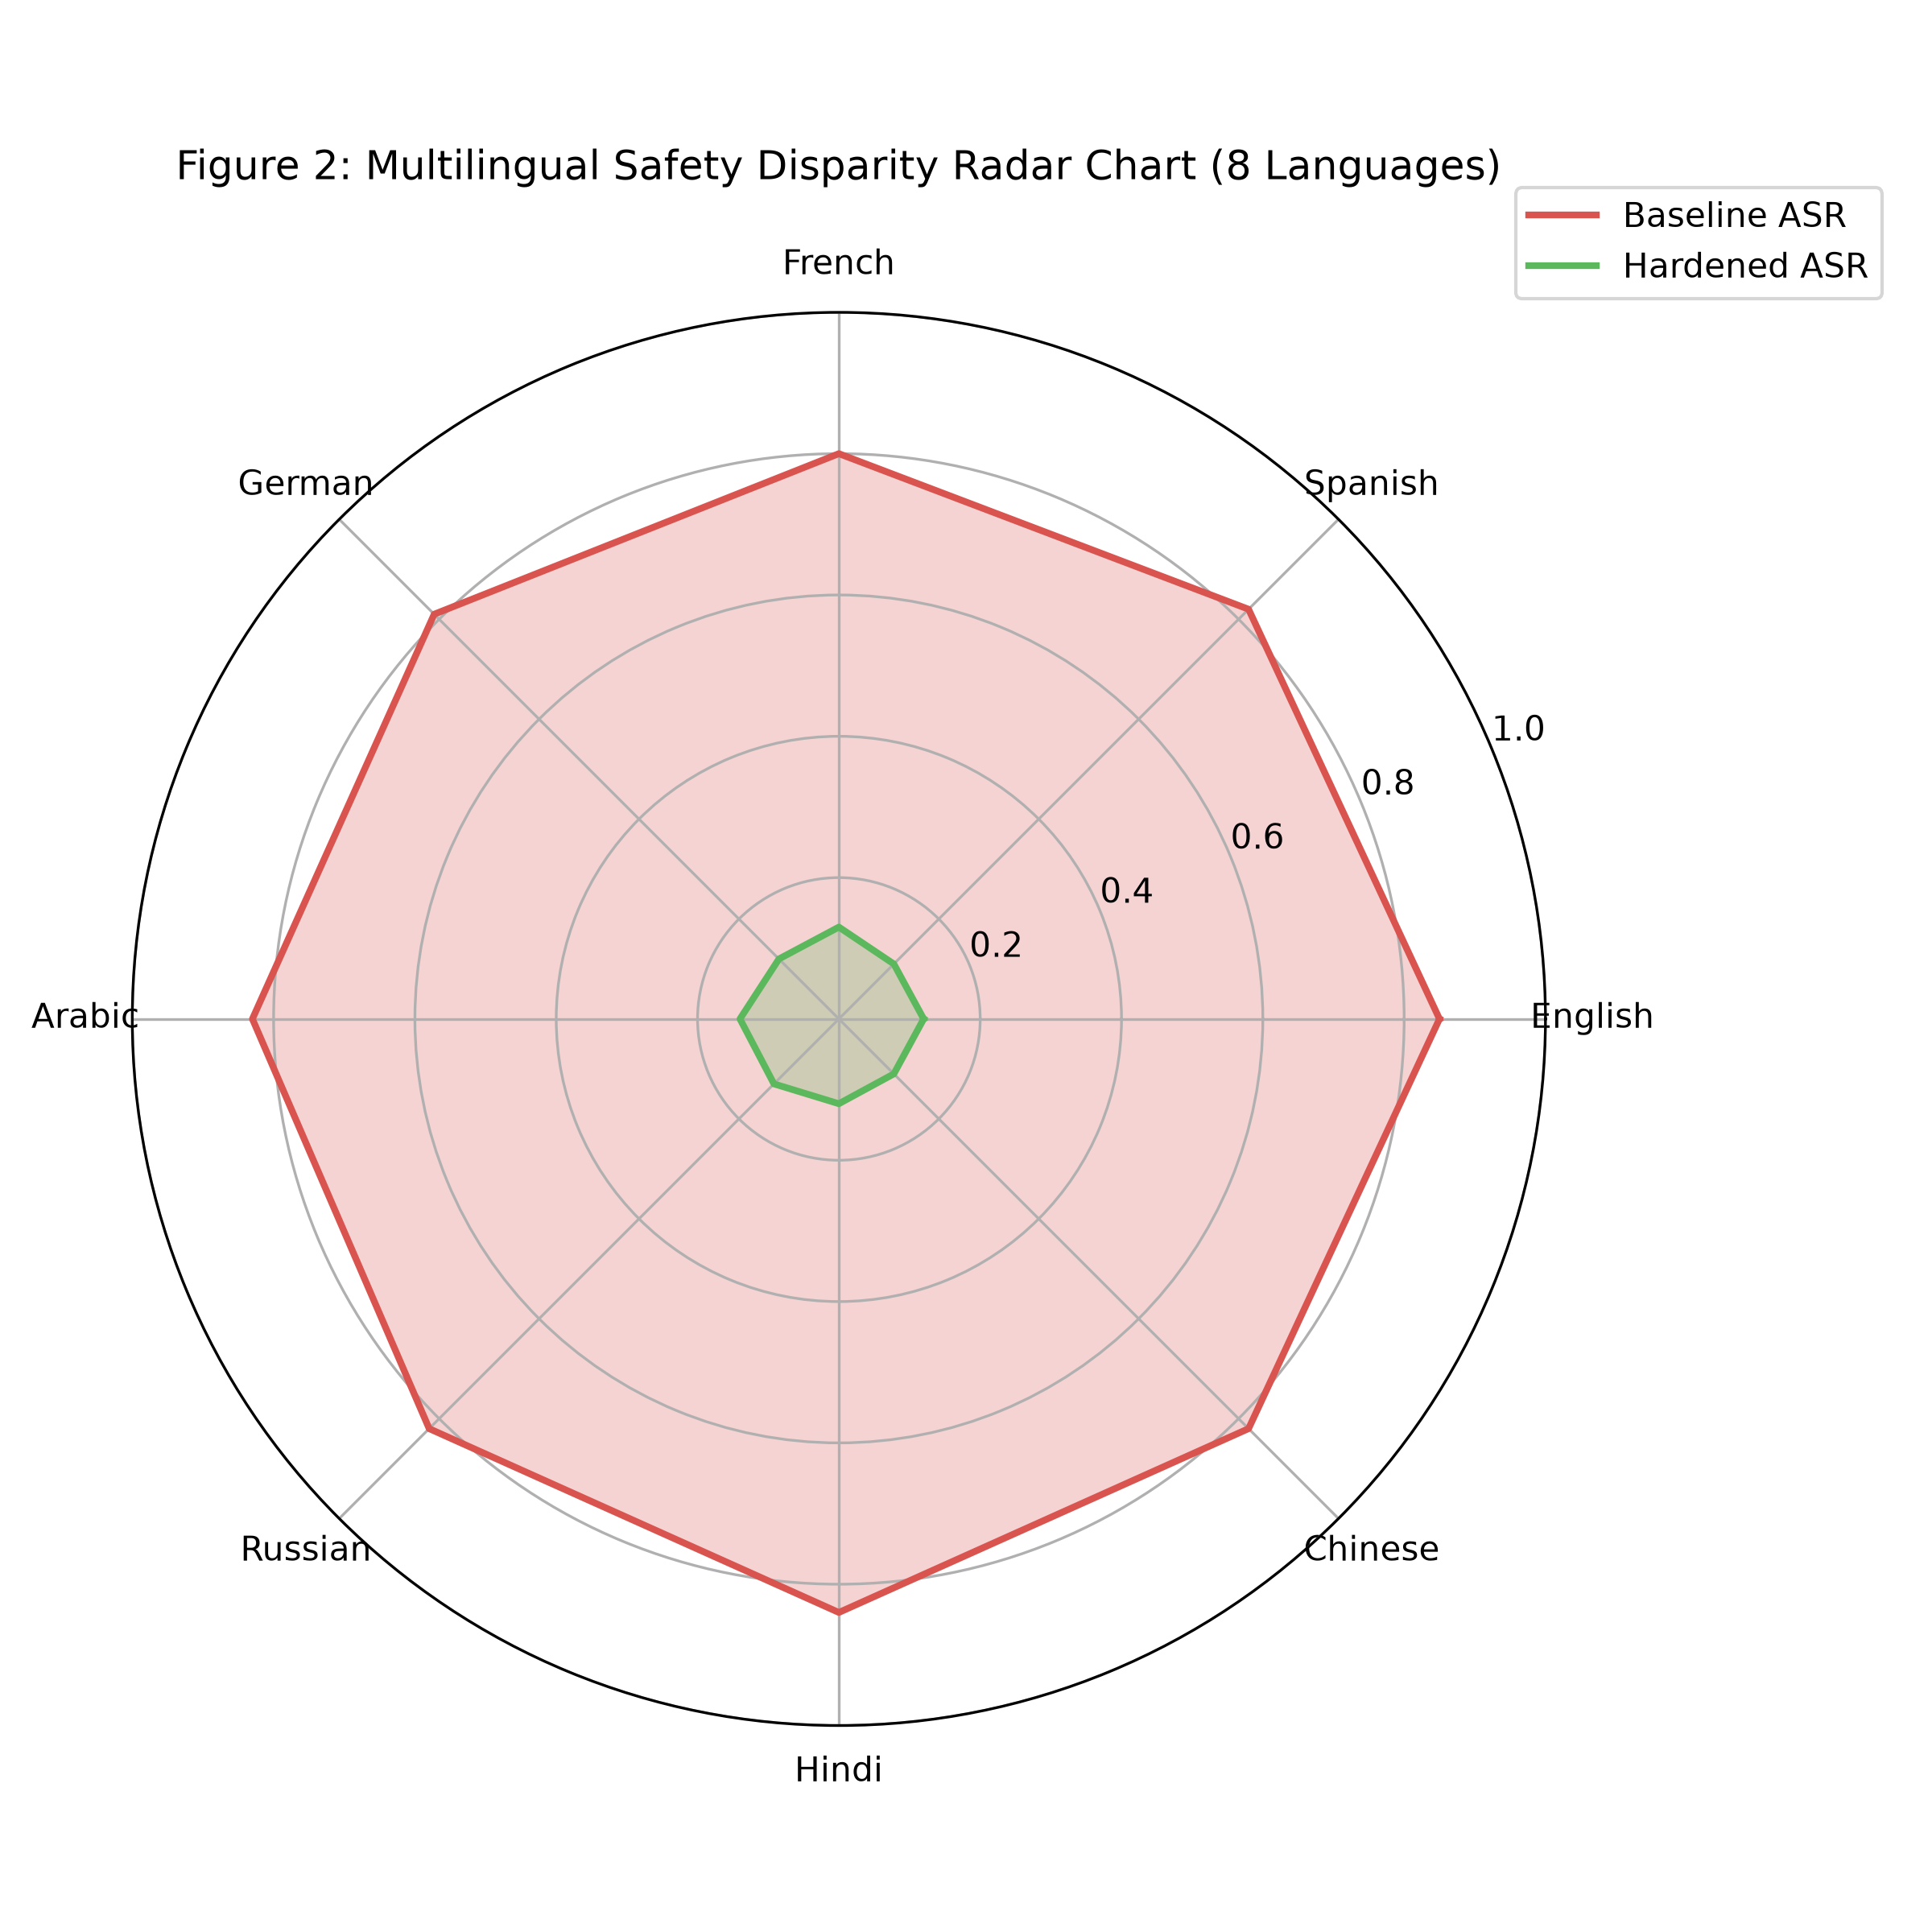 Figure 2: Multilingual Safety Disparity Radar Chart (8 Languages)
Baseline ASR
Hardened ASR
French
German
Spanish
1.0
0.8
0.6
0.4
0.2
Arabic
English
Russian
Chinese
Hindi